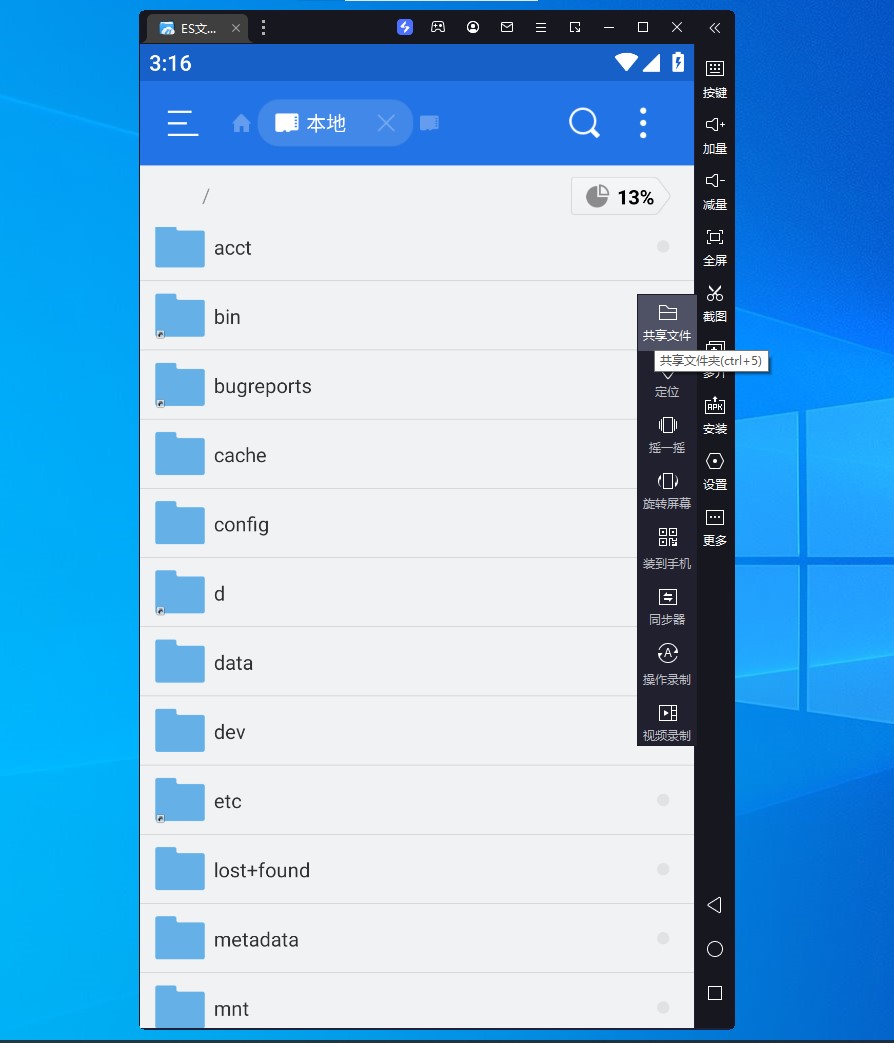 ES文...
3:16
本地
/
13%
acct
bin
bugreports
cache
config
d
data
dev
etc
lost+found
metadata
mnt
共享文件
共享文件夹(ctrl+5)
定位
摇一摇
旋转屏幕
装到手机
同步器
A
操作录制
视频录制
按键
加量
减量
全屏
截图
多开
APK
安装
设置
更多